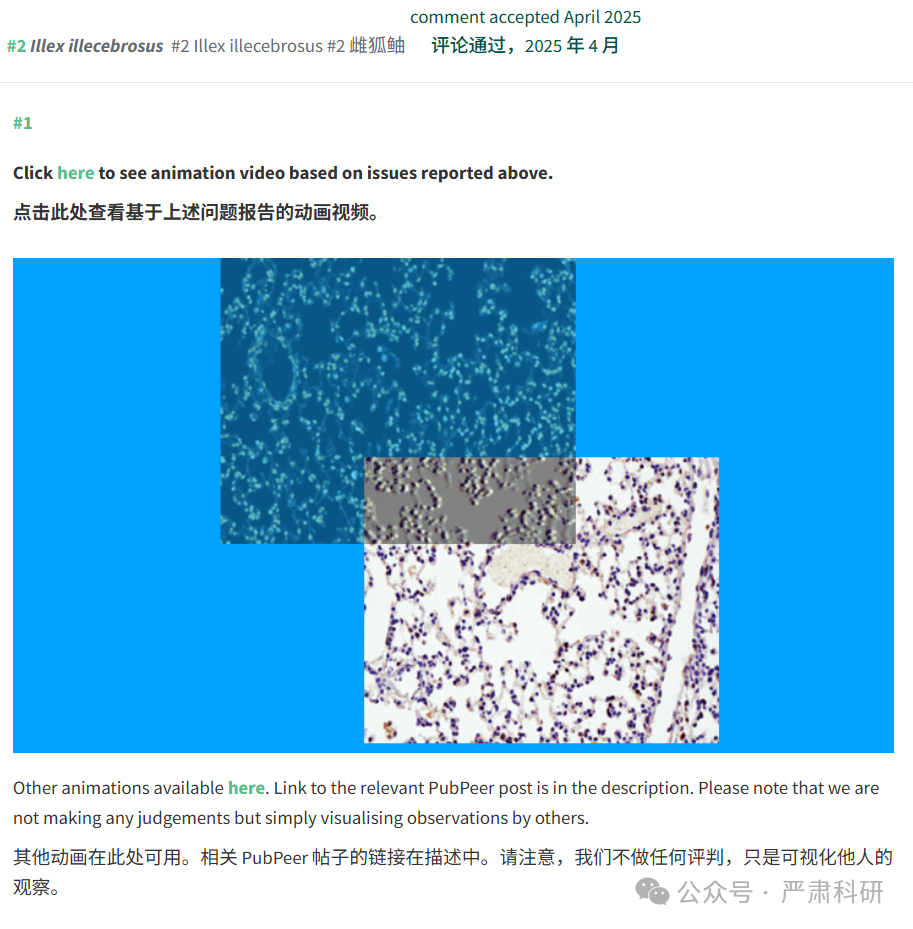 comment accepted April 2025
#2 Illex illecebrosus #2 Illex illecebrosus #2 雌狐鲉 评论通过，2025 年 4 月
#1
Click here to see animation video based on issues reported above.
点击此处查看基于上述问题报告的动画视频。
Other animations available here. Link to the relevant PubPeer post is in the description. Please note that we are
not making any judgements but simply visualising observations by others.
其他动画在此处可用。相关 PubPeer 帖子的链接在描述中。请注意，我们不做任何评判，只是可视化他人的
观察。
公众号 · 严肃科研